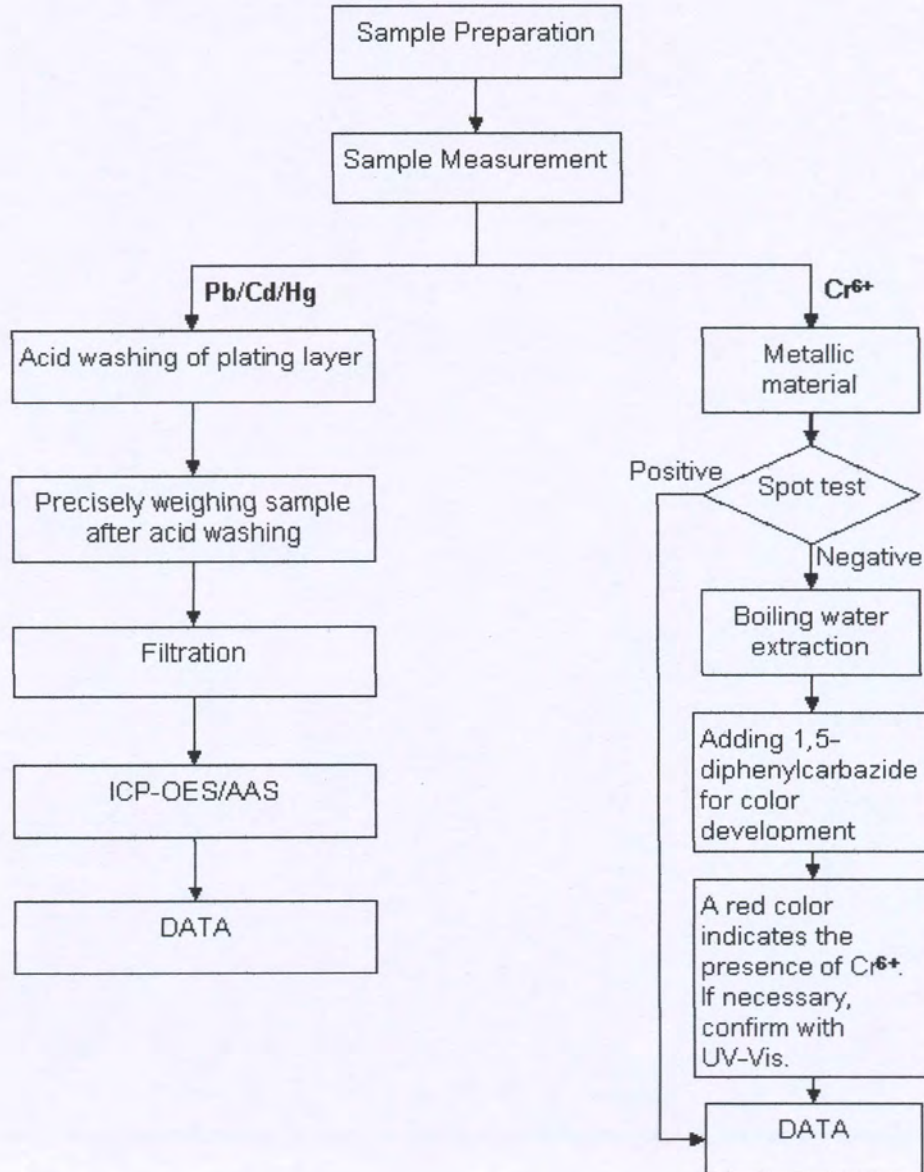 Sample Preparation
Sample Measurement
Pb/Cd/Hg
Acid washing of plating layer
Precisely weighing sample
after acid washing
Filtration
ICP-OES/AAS
DATA
Cr⁶⁺
Metallic
material
Spot test
Positive
Negative
Boiling water
extraction
Adding 1,5-
diphenylcarbazide
for color
development
A red color
indicates the
presence of Cr⁶⁺.
If necessary,
confirm with
UV-Vis.
DATA